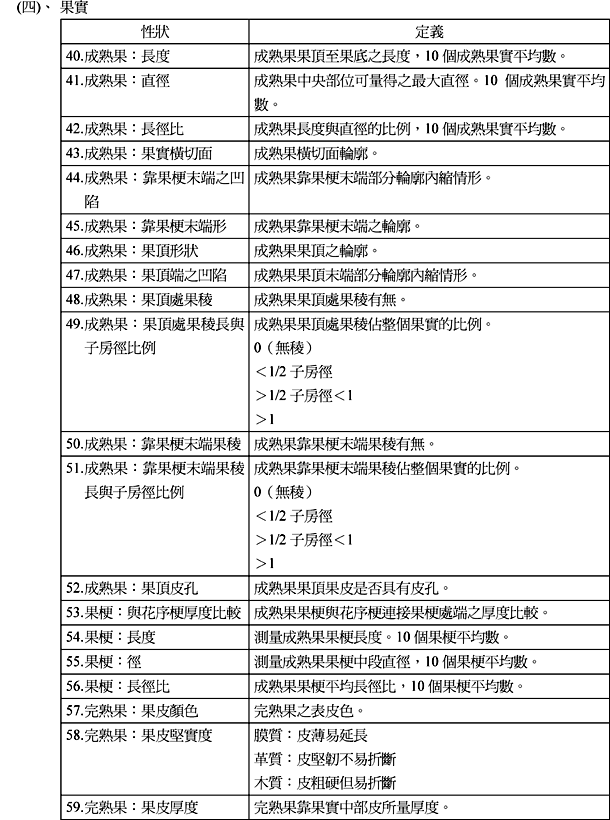 (四)、 果實
性狀 定義
40.成熟果：長度 成熟果果頂至果底之長度，10 個成熟果實平均數。
41.成熟果：直徑 成熟果中央部位可量得之最大直徑。10 個成熟果實平均
數。
42.成熟果：長徑比 成熟果長度與直徑的比例，10 個成熟果實平均數。
43.成熟果：果實橫切面 成熟果橫切面輪廓。
44.成熟果：靠果梗末端之凹 成熟果靠果梗末端部分輪廓內縮情形。
陷
45.成熟果：靠果梗末端形 成熟果靠果梗末端之輪廓。
46.成熟果：果頂形狀 成熟果果頂之輪廓。
47.成熟果：果頂端之凹陷 成熟果果頂末端部分輪廓內縮情形。
48.成熟果：果頂處果稜 成熟果果頂處果稜有無。
49.成熟果：果頂處果稜長與 成熟果果頂處果稜佔整個果實的比例。
子房徑比例 0（無稜）
＜1/2 子房徑
＞1/2 子房徑＜1
＞1
50.成熟果：靠果梗末端果稜 成熟果靠果梗末端果稜有無。
51.成熟果：靠果梗末端果稜 成熟果靠果梗末端果稜佔整個果實的比例。
長與子房徑比例 0（無稜）
＜1/2 子房徑
＞1/2 子房徑＜1
＞1
52.成熟果：果頂皮孔 成熟果果頂果皮是否具有皮孔。
53.果梗：與花序梗厚度比較 成熟果果梗與花序梗連接果梗處端之厚度比較。
54.果梗：長度 測量成熟果果梗長度。10 個果梗平均數。
55.果梗：徑 測量成熟果果梗中段直徑，10 個果梗平均數。
56.果梗：長徑比 成熟果果梗平均長徑比，10 個果梗平均數。
57.完熟果：果皮顏色 完熟果之表皮色。
58.完熟果：果皮堅實度 膜質：皮薄易延長
革質：皮堅韌不易折斷
木質：皮粗硬但易折斷
59.完熟果：果皮厚度 完熟果靠果實中部皮所量厚度。